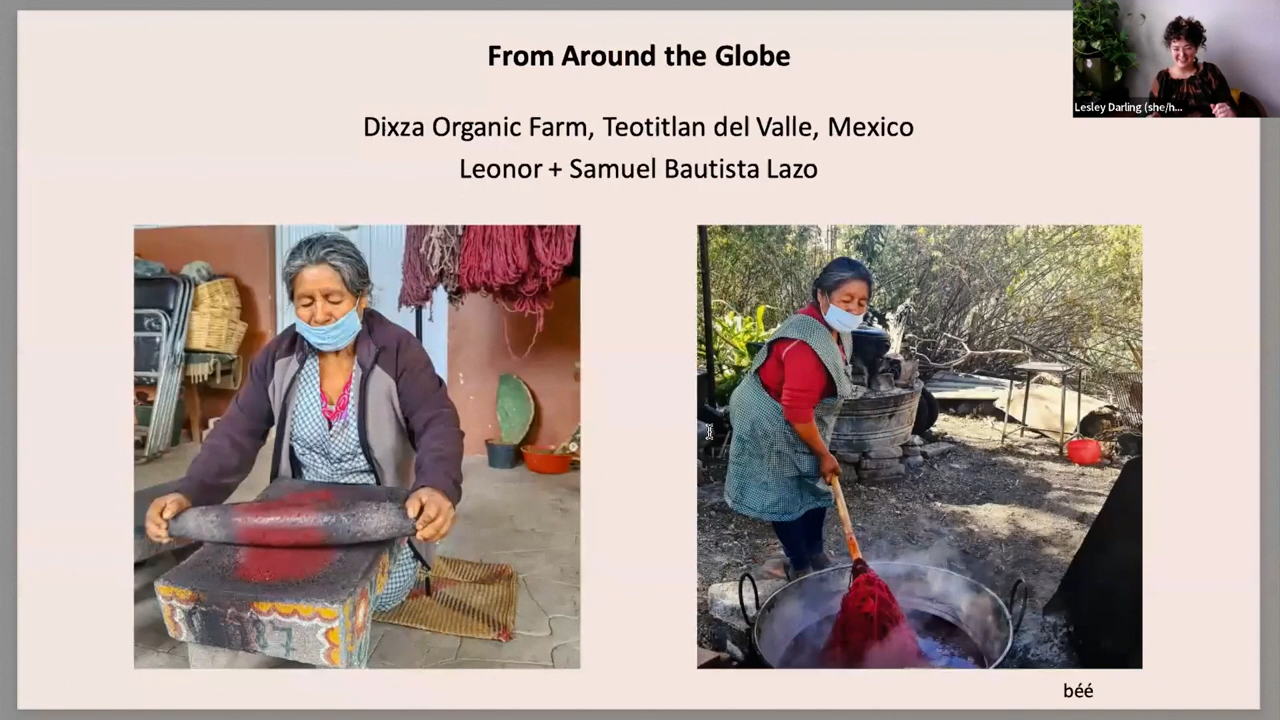 From Around the Globe
Lesley Darling (she/h...
Dixza Organic Farm, Teotitlan del Valle, Mexico
Leonor + Samuel Bautista Lazo
béé